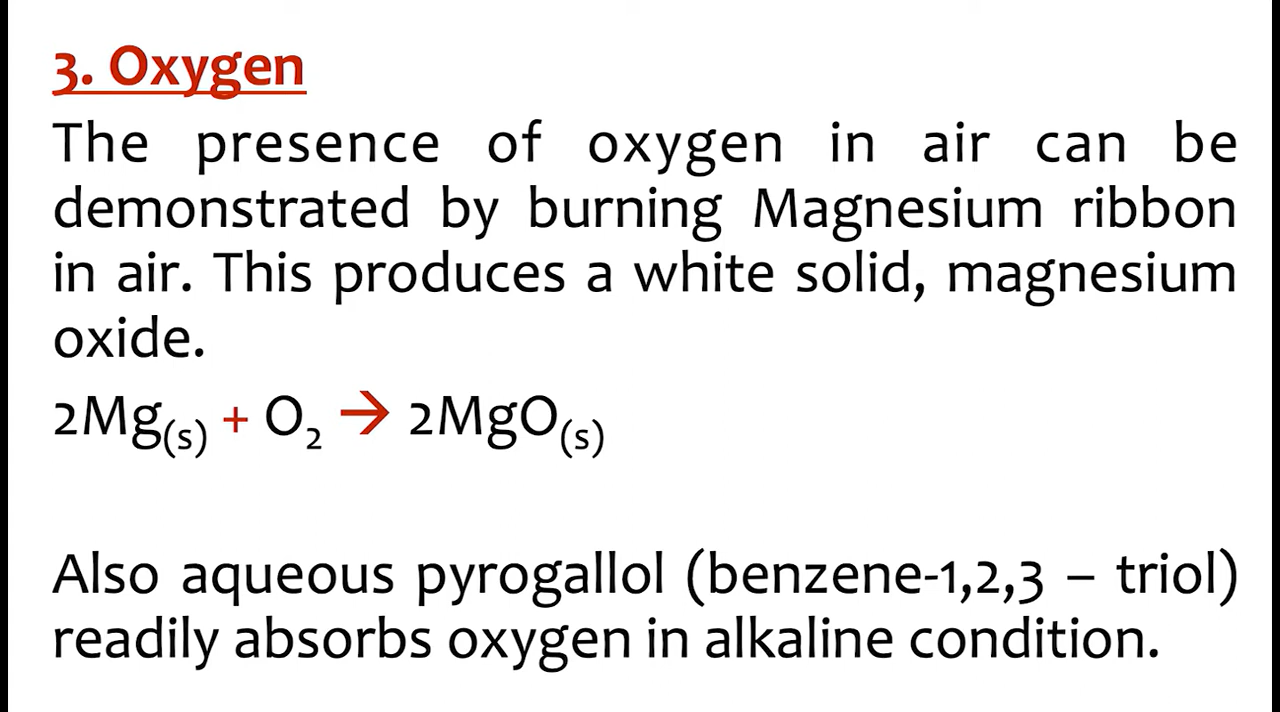 3. Oxygen
The presence of oxygen in air can be
demonstrated by burning Magnesium ribbon
in air. This produces a white solid, magnesium
oxide.
2Mg(s) + O2 → 2MgO(s)
Also aqueous pyrogallol (benzene-1,2,3 – triol)
readily absorbs oxygen in alkaline condition.